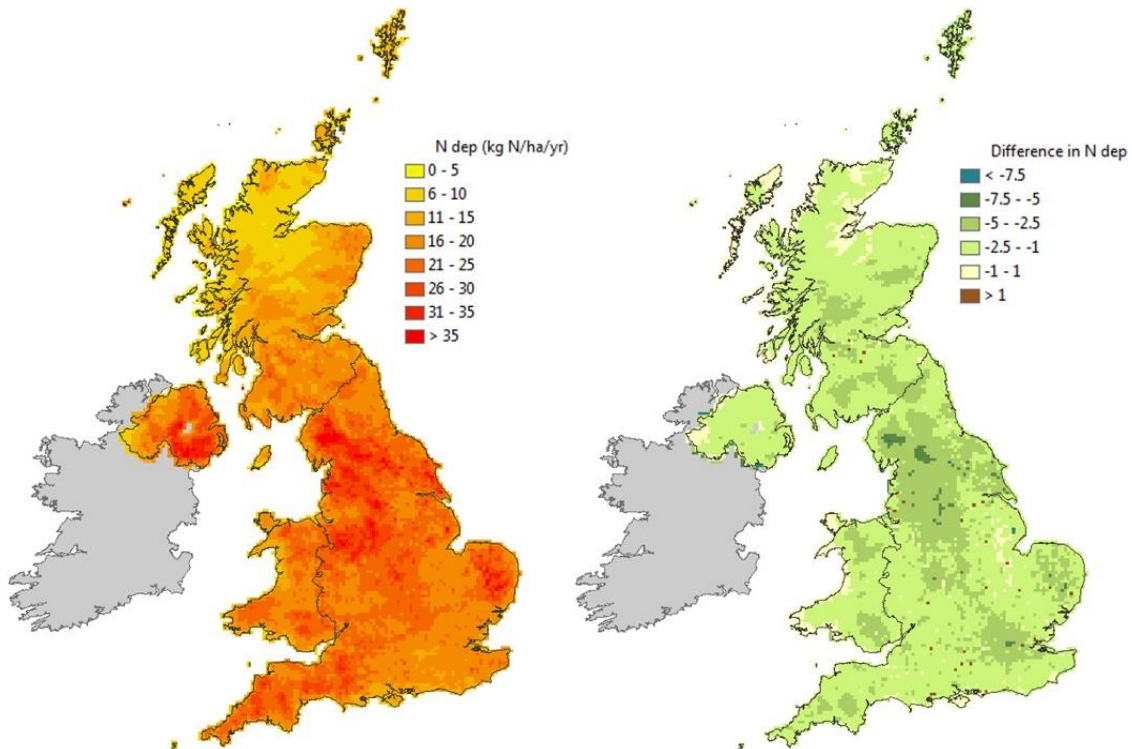 N dep (kg N/ha/yr)
0 - 5
6 - 10
11 - 15
16 - 20
21 - 25
26 - 30
31 - 35
> 35
Difference in N dep
< -7.5
-7.5 - -5
-5 - -2.5
-2.5 - -1
-1 - 1
> 1